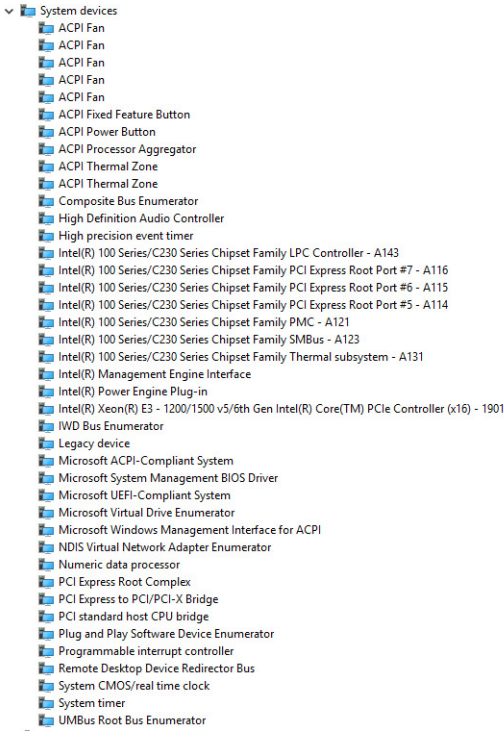 System devices
ACPI Fan
ACPI Fan
ACPI Fan
ACPI Fan
ACPI Fan
ACPI Fixed Feature Button
ACPI Power Button
ACPI Processor Aggregator
ACPI Thermal Zone
ACPI Thermal Zone
Composite Bus Enumerator
High Definition Audio Controller
High precision event timer
Intel(R) 100 Series/C230 Series Chipset Family LPC Controller - A143
Intel(R) 100 Series/C230 Series Chipset Family PCI Express Root Port #7 - A116
Intel(R) 100 Series/C230 Series Chipset Family PCI Express Root Port #6 - A115
Intel(R) 100 Series/C230 Series Chipset Family PCI Express Root Port #5 - A114
Intel(R) 100 Series/C230 Series Chipset Family PMC - A121
Intel(R) 100 Series/C230 Series Chipset Family SMBus - A123
Intel(R) 100 Series/C230 Series Chipset Family Thermal subsystem - A131
Intel(R) Management Engine Interface
Intel(R) Power Engine Plug-in
Intel(R) Xeon(R) E3 - 1200/1500 v5/6th Gen Intel(R) Core(TM) PCIe Controller (x16) - 1901
IWD Bus Enumerator
Legacy device
Microsoft ACPI-Compliant System
Microsoft System Management BIOS Driver
Microsoft UEFI-Compliant System
Microsoft Virtual Drive Enumerator
Microsoft Windows Management Interface for ACPI
NDIS Virtual Network Adapter Enumerator
Numeric data processor
PCI Express Root Complex
PCI Express to PCI/PCI-X Bridge
PCI standard host CPU bridge
Plug and Play Software Device Enumerator
Programmable interrupt controller
Remote Desktop Device Redirector Bus
System CMOS/real time clock
System timer
UMBus Root Bus Enumerator